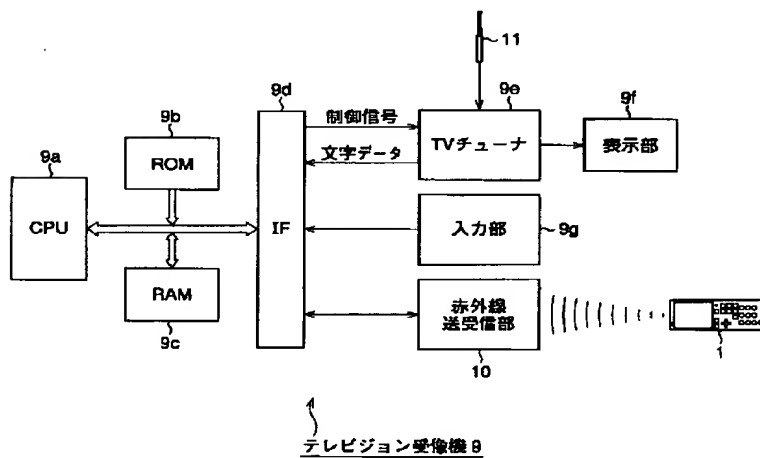 11
9d
9e
9f
制御信号
9b
TVチューナ
表示部
文字データ
9a
ROM
CPU
IF
入力部
9g
RAM
赤外線
送受信部
9c
10
1
テレビジョン受像機9